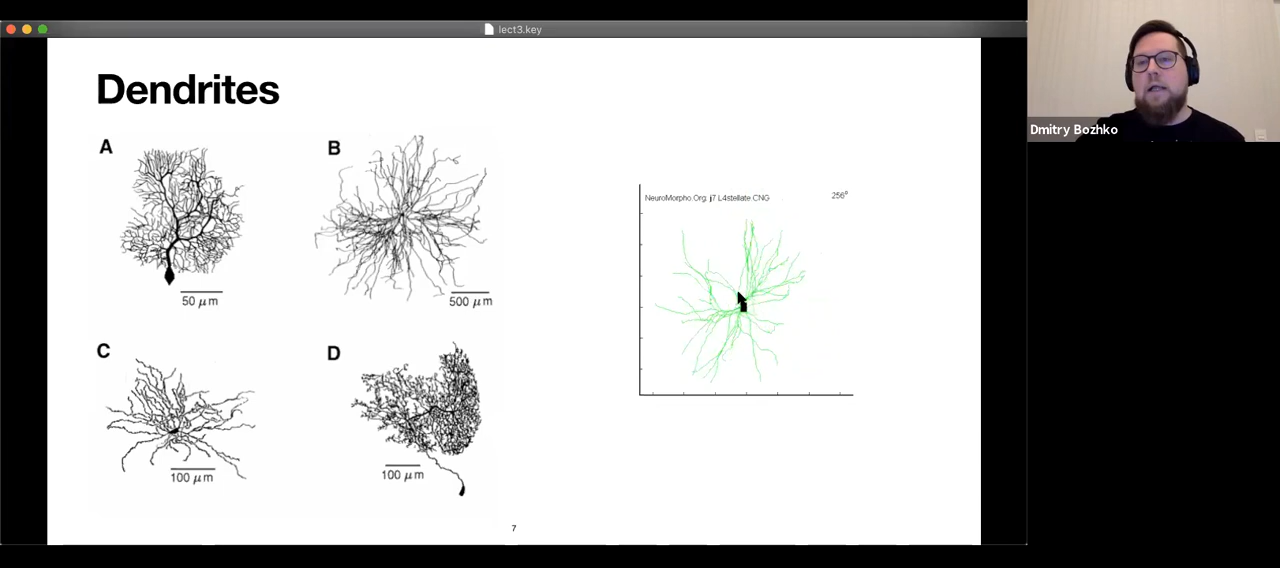 lect3.key
Dendrites
A
B
50 μm
500 μm
C
D
100 μm
100 μm
NeuroMorpho.Org: j7 L4stellate.CNG
256°
7
Dmitry Bozhko